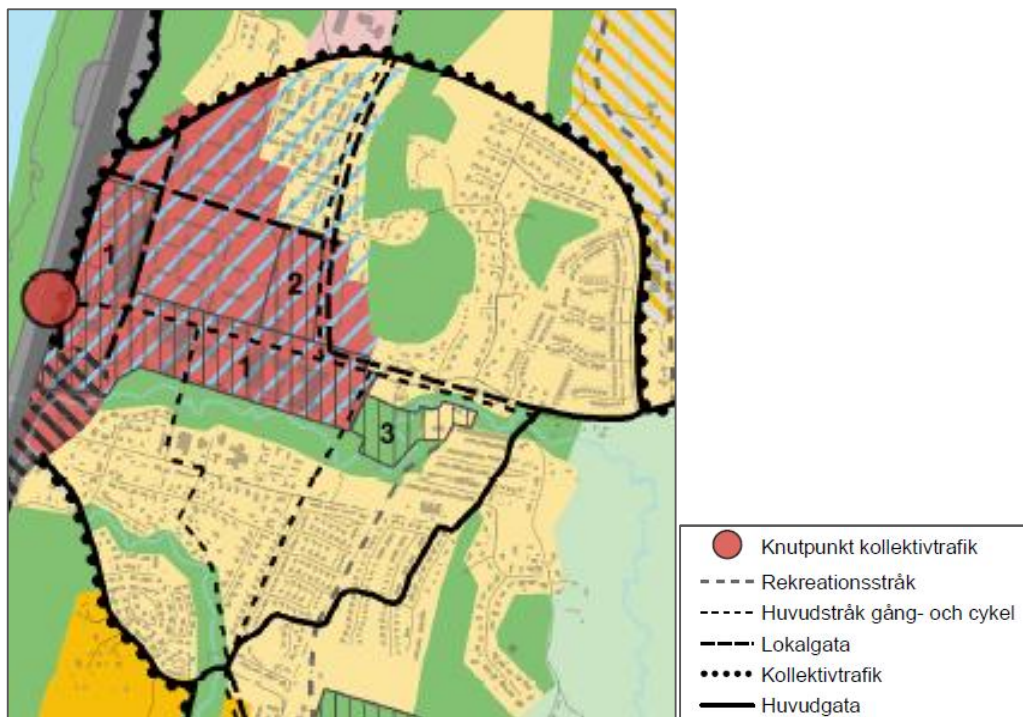 1
2
1
3
Knutpunkt kollektivtrafik
Rekreationsstråk
Huvudstråk gång- och cykel
Lokalgata
Kollektivtrafik
Huvudgata